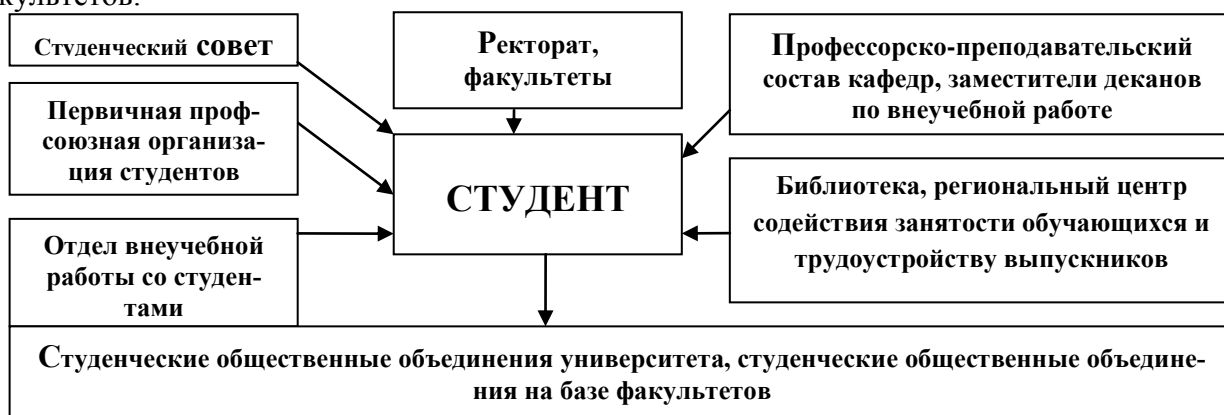 Студенческий совет
Ректорат,
факультеты
Профессорско-преподавательский
состав кафедр, заместители деканов
по внеучебной работе
Первичная проф-
союзная организа-
ция студентов
СТУДЕНТ
Библиотека, региональный центр
содействия занятости обучающихся и
трудоустройству выпускников
Отдел внеучебной
работы со студен-
тами
Студенческие общественные объединения университета, студенческие общественные объедине-
ния на базе факультетов